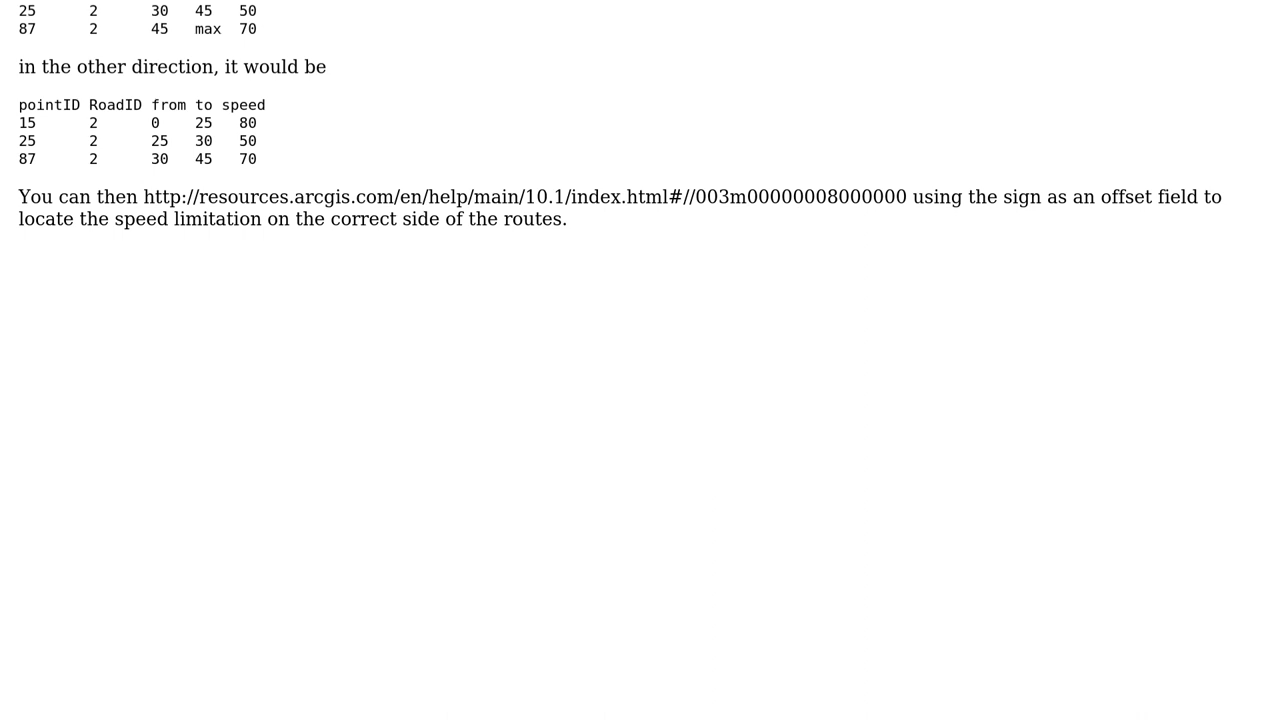 25      2      30   45   50
87      2      45   max  70
in the other direction, it would be
pointID RoadID from to speed
15      2      0    25   80
25      2      25   30   50
87      2      30   45   70
You can then http://resources.arcgis.com/en/help/main/10.1/index.html#//003m00000008000000 using the sign as an offset field to
locate the speed limitation on the correct side of the routes.